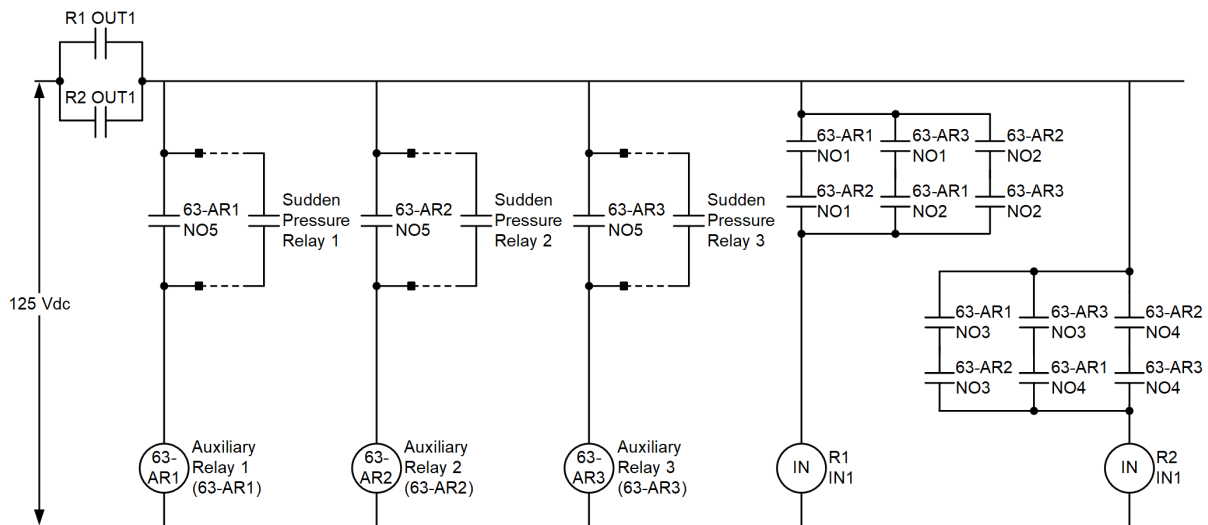 R1 OUT1
R2 OUT1
125 Vdc
63-AR1
NO5
Sudden
Pressure
Relay 1
63-AR2
NO5
Sudden
Pressure
Relay 2
63-AR3
NO5
Sudden
Pressure
Relay 3
63-AR1
NO1
63-AR3
NO1
63-AR2
NO2
63-AR2
NO1
63-AR1
NO2
63-AR3
NO2
63-AR1
NO3
63-AR3
NO3
63-AR2
NO4
63-AR2
NO3
63-AR1
NO4
63-AR3
NO4
63-
AR1
Auxiliary
Relay 1
(63-AR1)
63-
AR2
Auxiliary
Relay 2
(63-AR2)
63-
AR3
Auxiliary
Relay 3
(63-AR3)
IN
R1
IN1
IN
R2
IN1